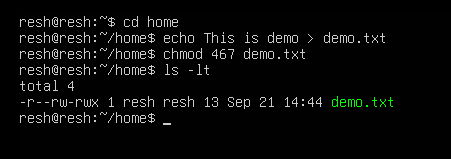 resh@resh:~$ cd home
resh@resh:~/home$ echo This is demo > demo.txt
resh@resh:~/home$ chmod 467 demo.txt
resh@resh:~/home$ ls -lt
total 4
-r--rw-rwx 1 resh resh 13 Sep 21 14:44 demo.txt
resh@resh:~/home$ _